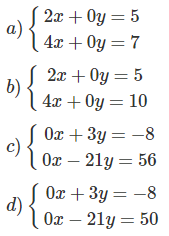 a) { 2x + 0y = 5
4x + 0y = 7
b) { 2x + 0y = 5
4x + 0y = 10
c) { 0x + 3y = −8
0x − 21y = 56
d) { 0x + 3y = −8
0x − 21y = 50